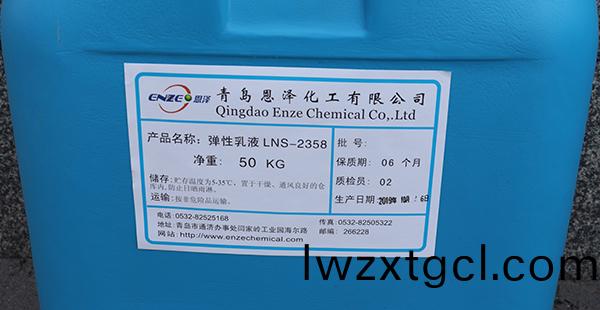 ENZE 恩泽 青岛恩泽化工有限公司
Qingdao Enze Chemical Co,.Ltd
产品名称: 弹性乳液 LNS-2358
净重: 50 KG
储存: 贮存温度为5-35℃, 置于干燥、通风良好的仓
库内,防止日晒雨淋。
运输: 按非危险品运输。
批号:
保质期: 06 个月
质检员: 02
生产日期
电话: 0532-82525168
传真: 0532-82505322
地址: 青岛市通济办事处闫家岭工业园海尔路
邮编: 266228
网站: http://www.enzechemical.com
lwzxtgcl.com